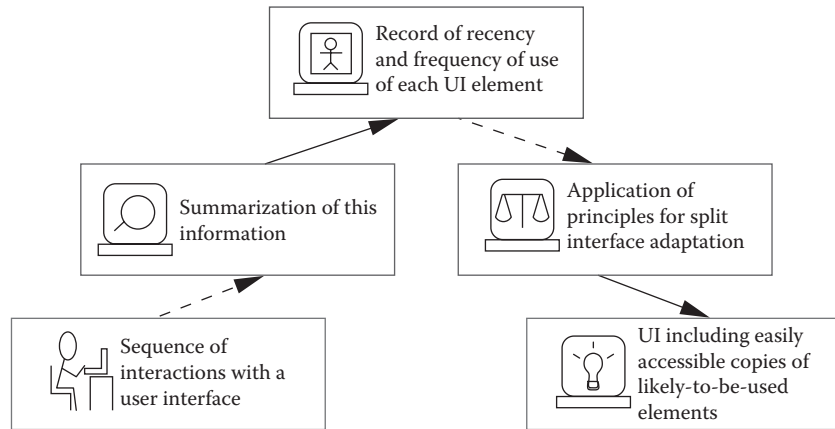 Record of recency
and frequency of use
of each UI element
Summarization of this
information
Application of
principles for split
interface adaptation
Sequence of
interactions with a
user interface
UI including easily
accessible copies of
likely-to-be-used
elements